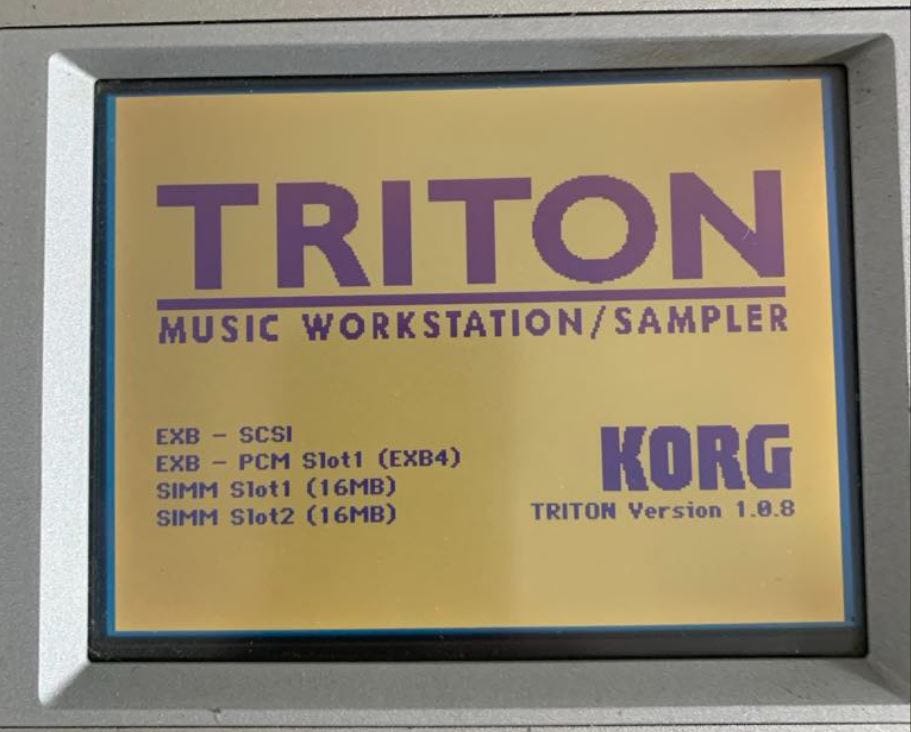 TRITON
MUSIC WORKSTATION/SAMPLER
EXB - SCSI
EXB - PCM Slot1 (EXB4)
SIMM Slot1 (16MB)
SIMM Slot2 (16MB)
KORG
TRITON Version 1.0.8